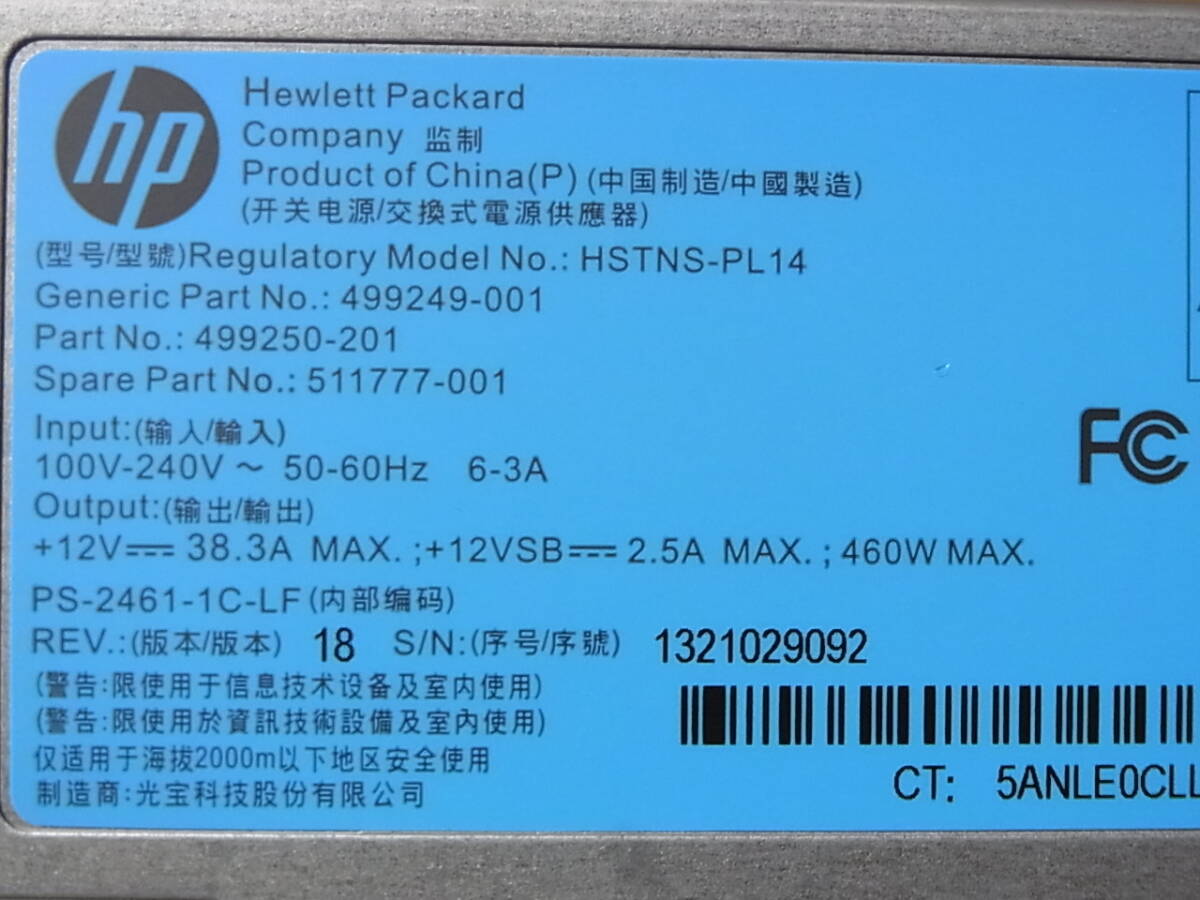 hp
Hewlett Packard
Company 监制
Product of China(P) (中国制造/中國製造)
(开关电源/交換式電源供應器)
(型号/型號)Regulatory Model No.: HSTNS-PL14
Generic Part No.: 499249-001
Part No.: 499250-201
Spare Part No.: 511777-001
Input:(输入/輸入)
100V-240V ～ 50-60Hz 6-3A
Output:(输出/輸出)
+12V⎓ 38.3A MAX. ;+12VSB⎓ 2.5A MAX. ; 460W MAX.
PS-2461-1C-LF (内部编码)
REV.:(版本/版本) 18 S/N:(序号/序號) 1321029092
(警告:限使用于信息技术设备及室内使用)
(警告:限使用於資訊技術設備及室內使用)
仅适用于海拔2000m以下地区安全使用
制造商:光宝科技股份有限公司
FC
CT: 5ANLE0CLL